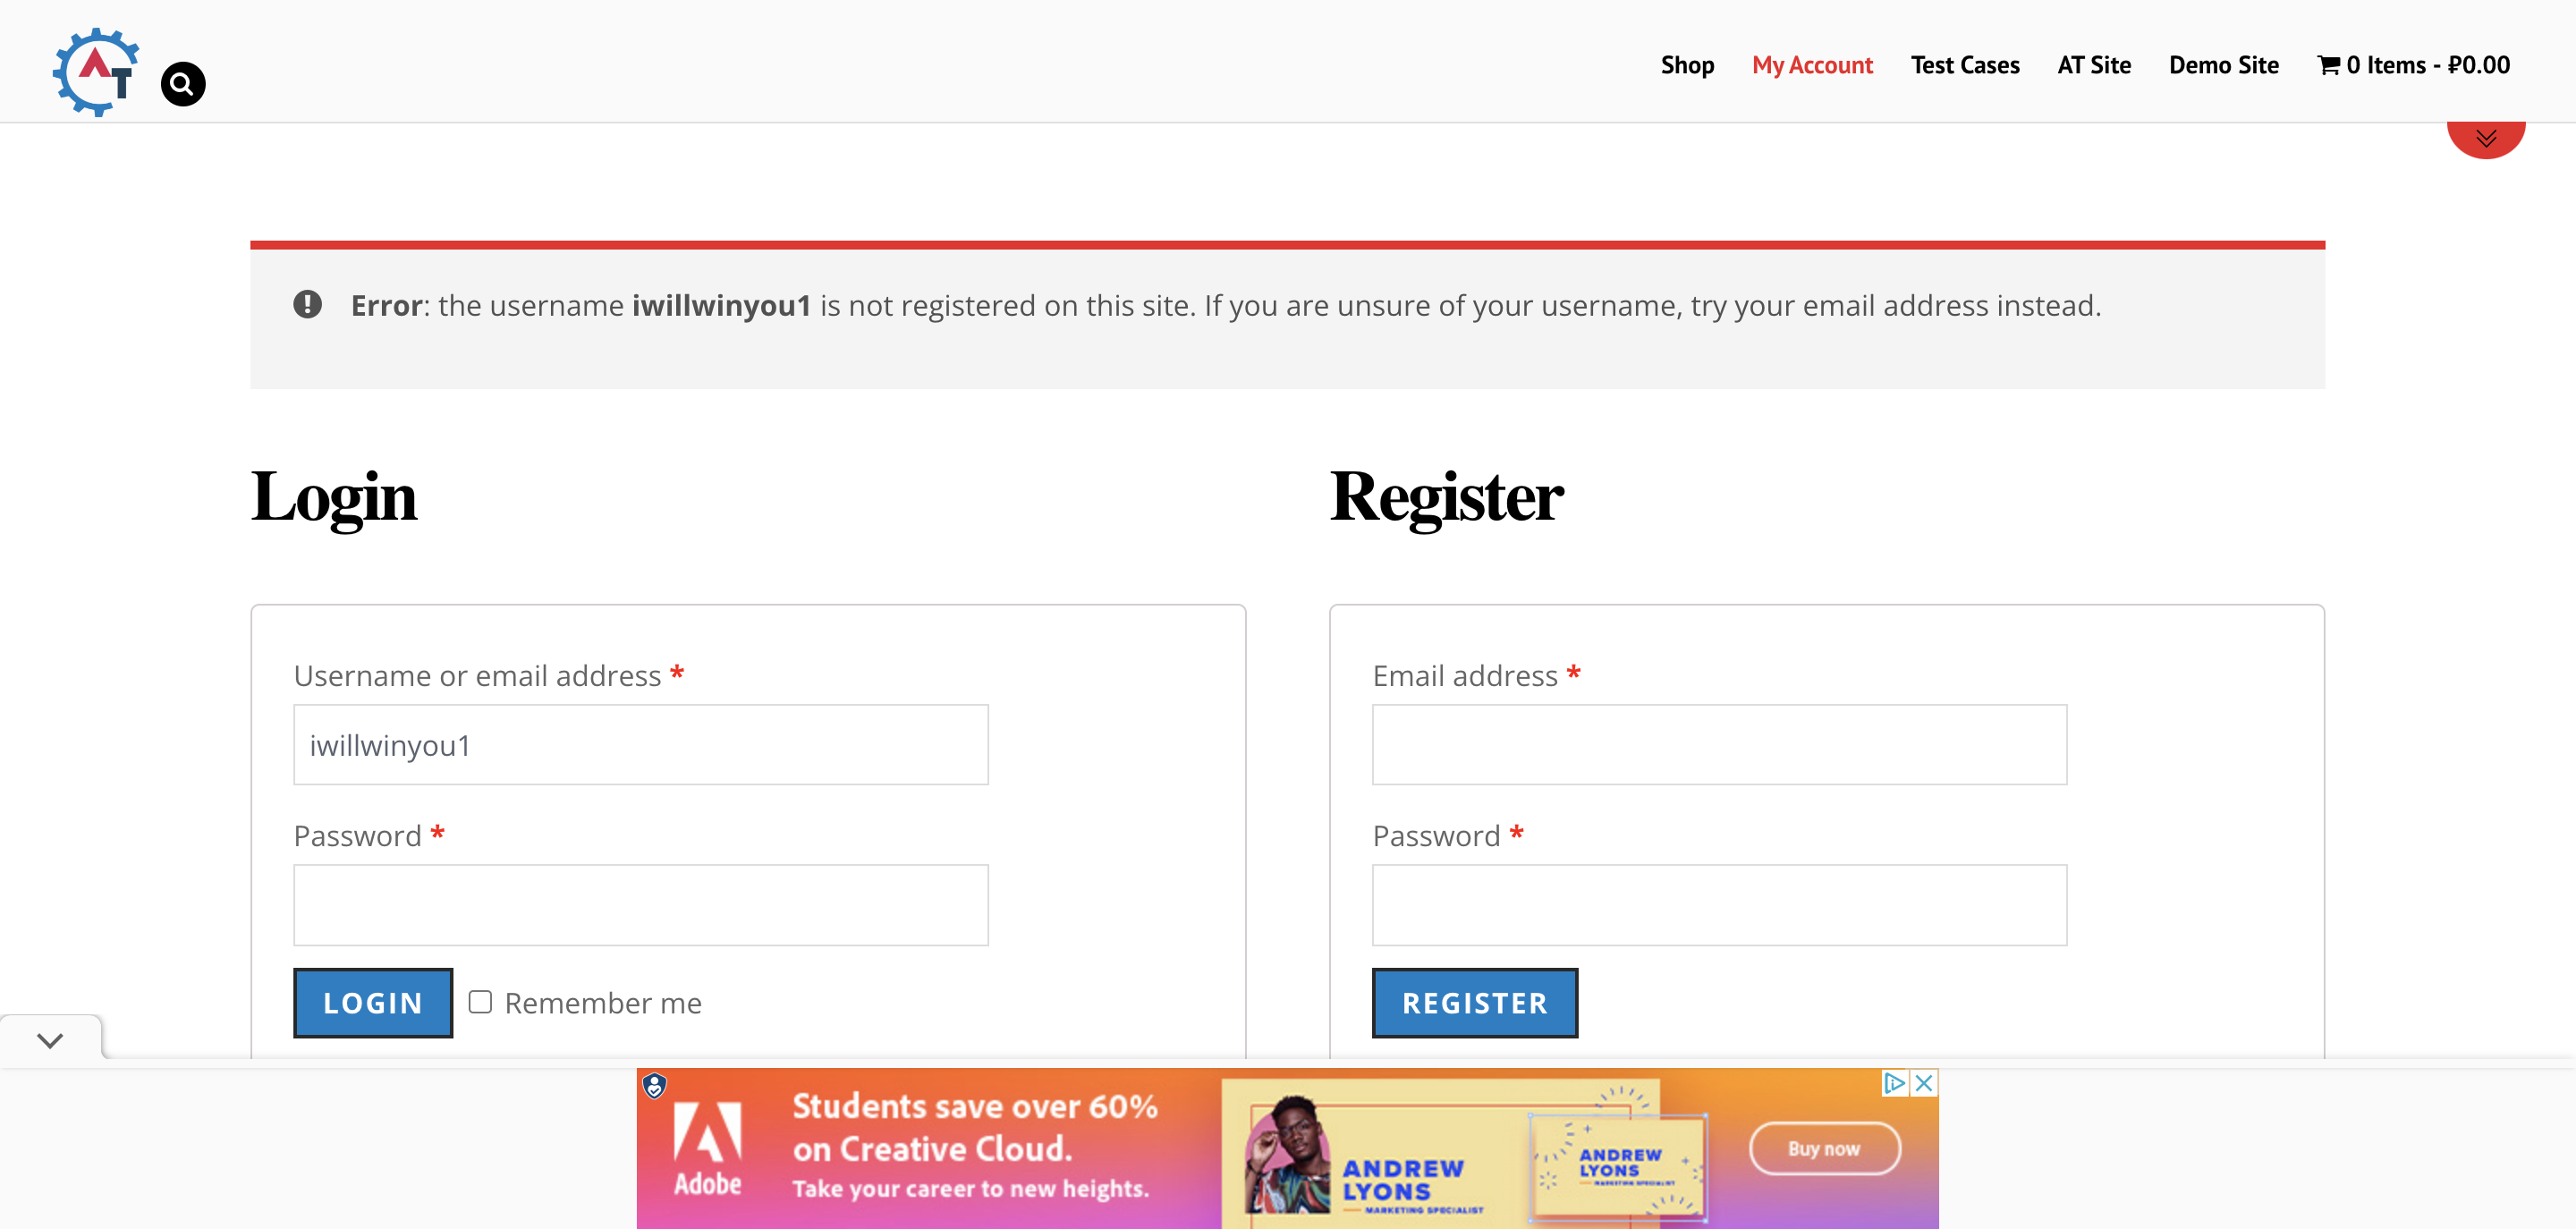 AT
Shop My Account Test Cases AT Site Demo Site 0 Items - ₽0.00
Error: the username iwillwinyou1 is not registered on this site. If you are unsure of your username, try your email address instead.
Login
Username or email address *
iwillwinyou1
Password *
LOGIN Remember me
Register
Email address *
Password *
REGISTER
Adobe
Students save over 60%
on Creative Cloud.
Take your career to new heights.
ANDREW
LYONS
MARKETING SPECIALIST
ANDREW
LYONS
MARKETING SPECIALIST
Buy now